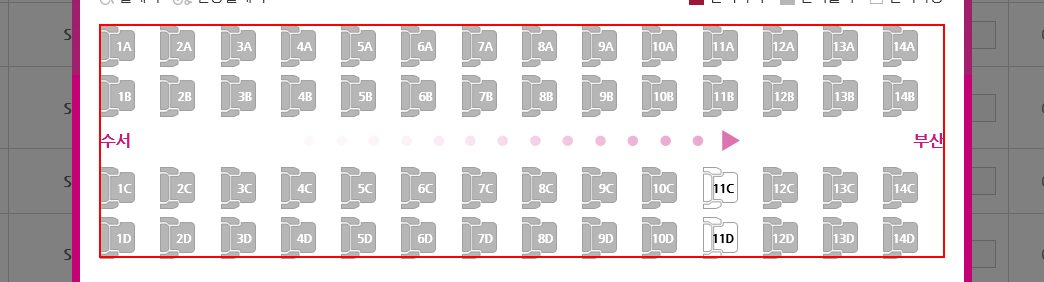 1A 2A 3A 4A 5A 6A 7A 8A 9A 10A 11A 12A 13A 14A
1B 2B 3B 4B 5B 6B 7B 8B 9B 10B 11B 12B 13B 14B
수서 부산
1C 2C 3C 4C 5C 6C 7C 8C 9C 10C 11C 12C 13C 14C
1D 2D 3D 4D 5D 6D 7D 8D 9D 10D 11D 12D 13D 14D